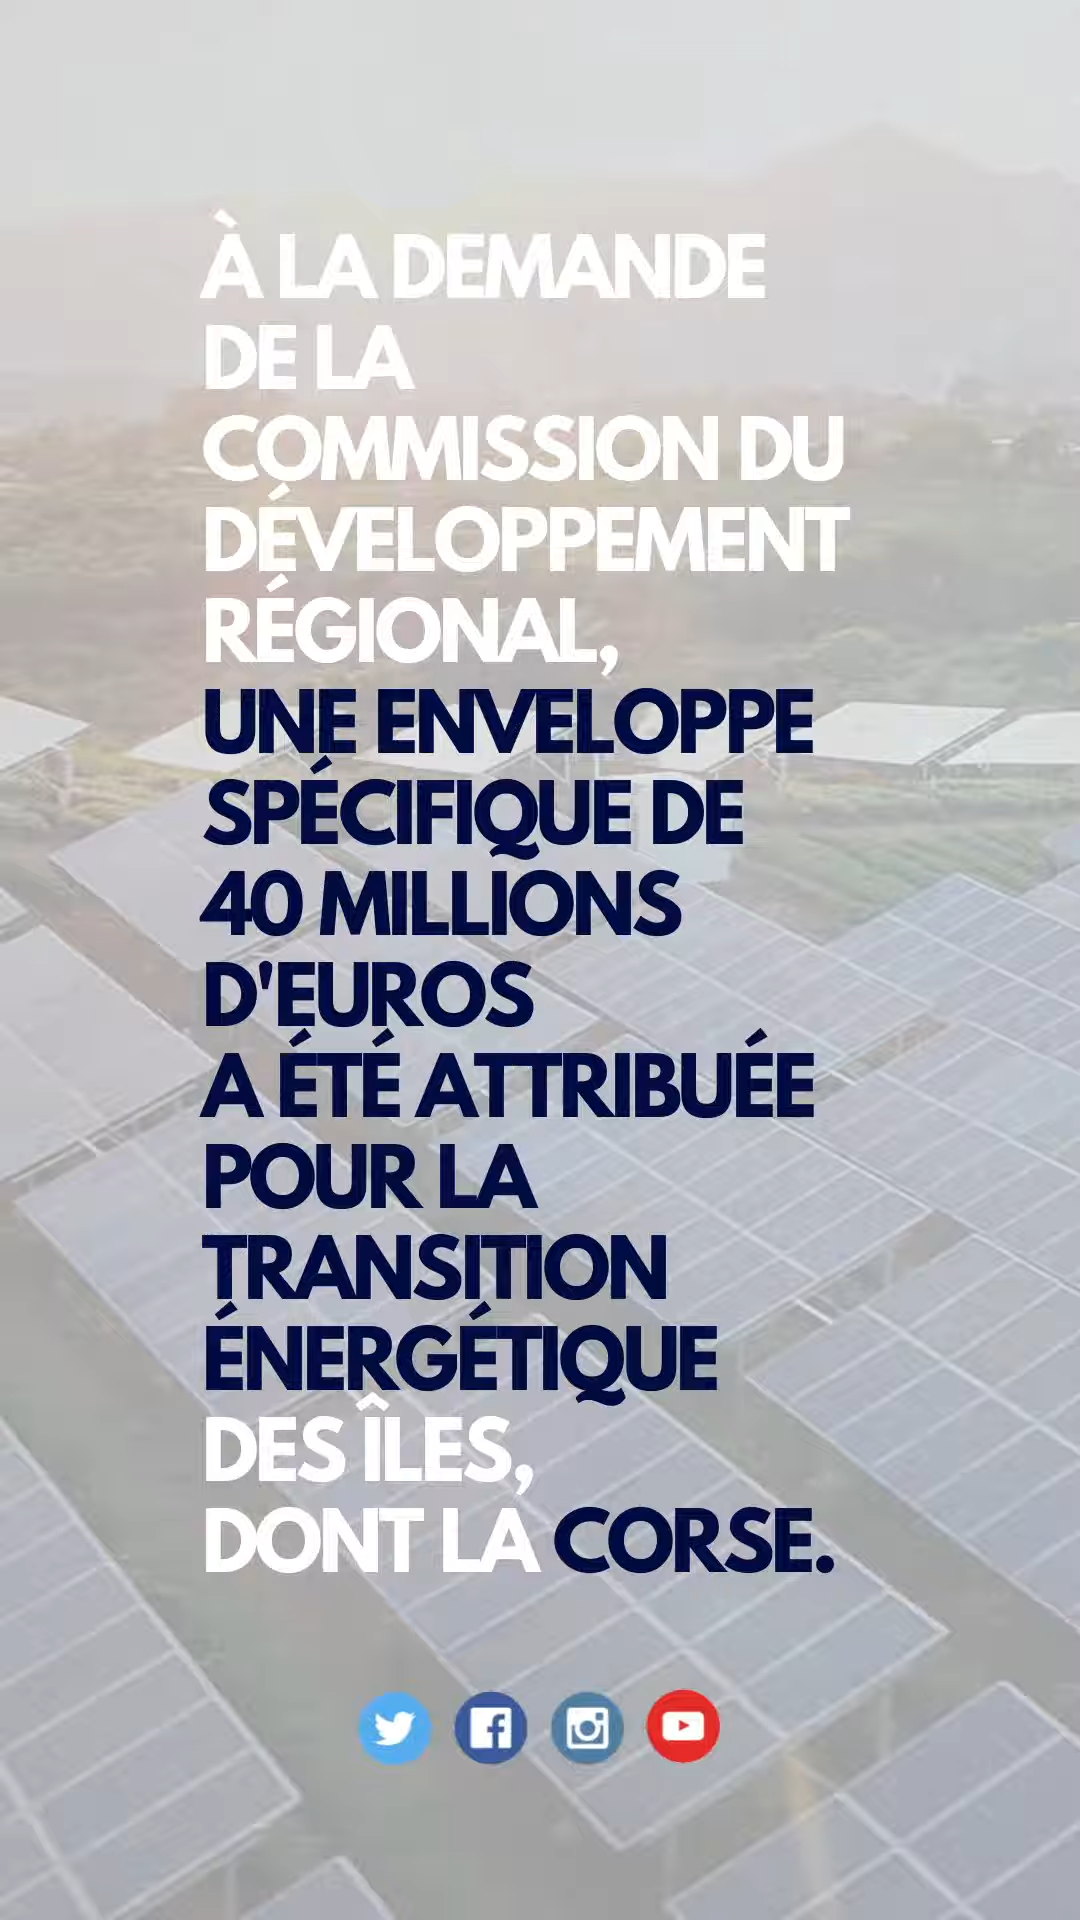 À LA DEMANDE
DE LA
COMMISSION DU
DÉVELOPPEMENT
RÉGIONAL,
UNE ENVELOPPE
SPÉCIFIQUE DE
40 MILLIONS
D'EUROS
A ÉTÉ ATTRIBUÉE
POUR LA
TRANSITION
ÉNERGÉTIQUE
DES ÎLES,
DONT LA CORSE.